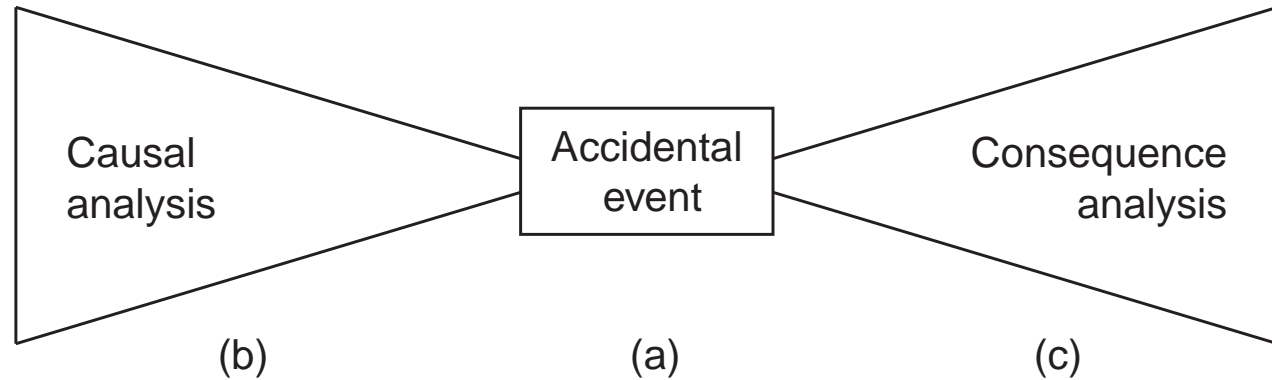 Causal
analysis
Accidental
event
Consequence
analysis
(b)
(a)
(c)